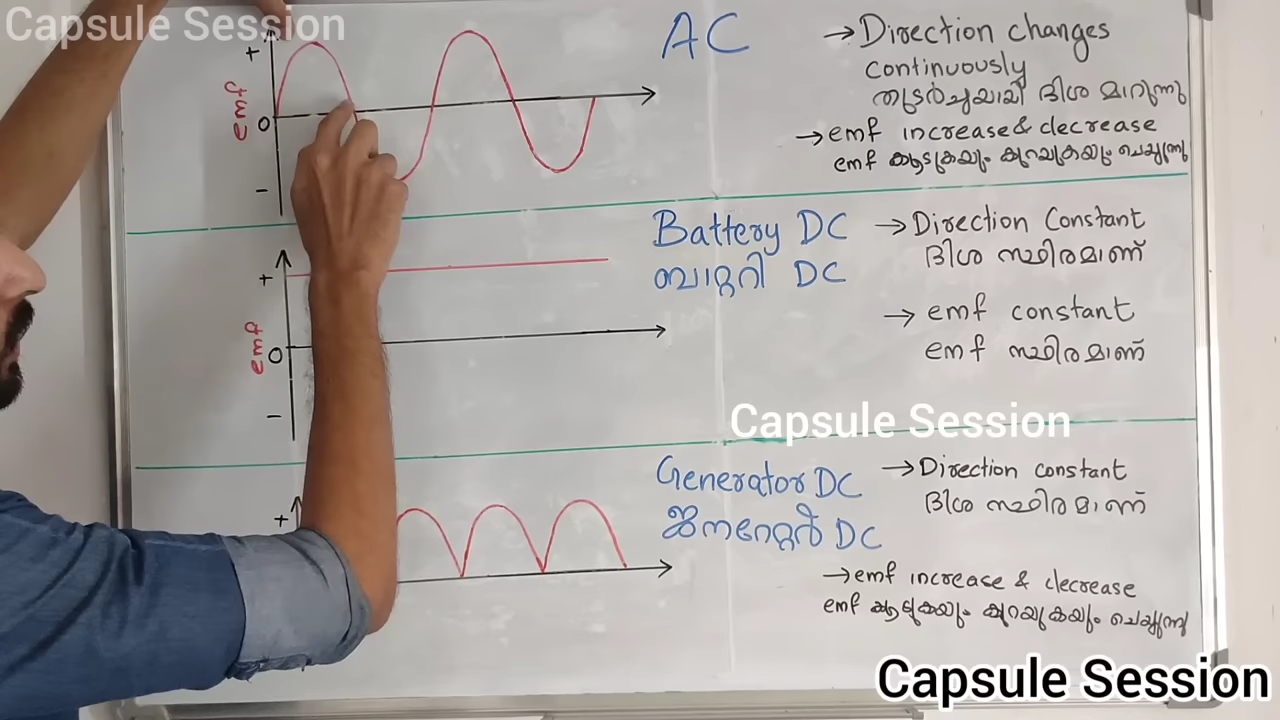 Capsule Session
+
emf
0
-
AC
→ Direction changes
continuously
തുടർച്ചയായി ദിശ മാറുന്നു
→ emf increase & decrease
emf കൂടുകയും കുറയുകയും ചെയ്യുന്നു
+
emf
0
-
Battery DC
ബാറ്ററി DC
→ Direction Constant
ദിശ സ്ഥിരമാണ്
→ emf constant
emf സ്ഥിരമാണ്
Capsule Session
+
Generator DC
ജനറേറ്റർ DC
→ Direction constant
ദിശ സ്ഥിരമാണ്
→ emf increase & decrease
emf കൂടുകയും കുറയുകയും ചെയ്യുന്നു
Capsule Session